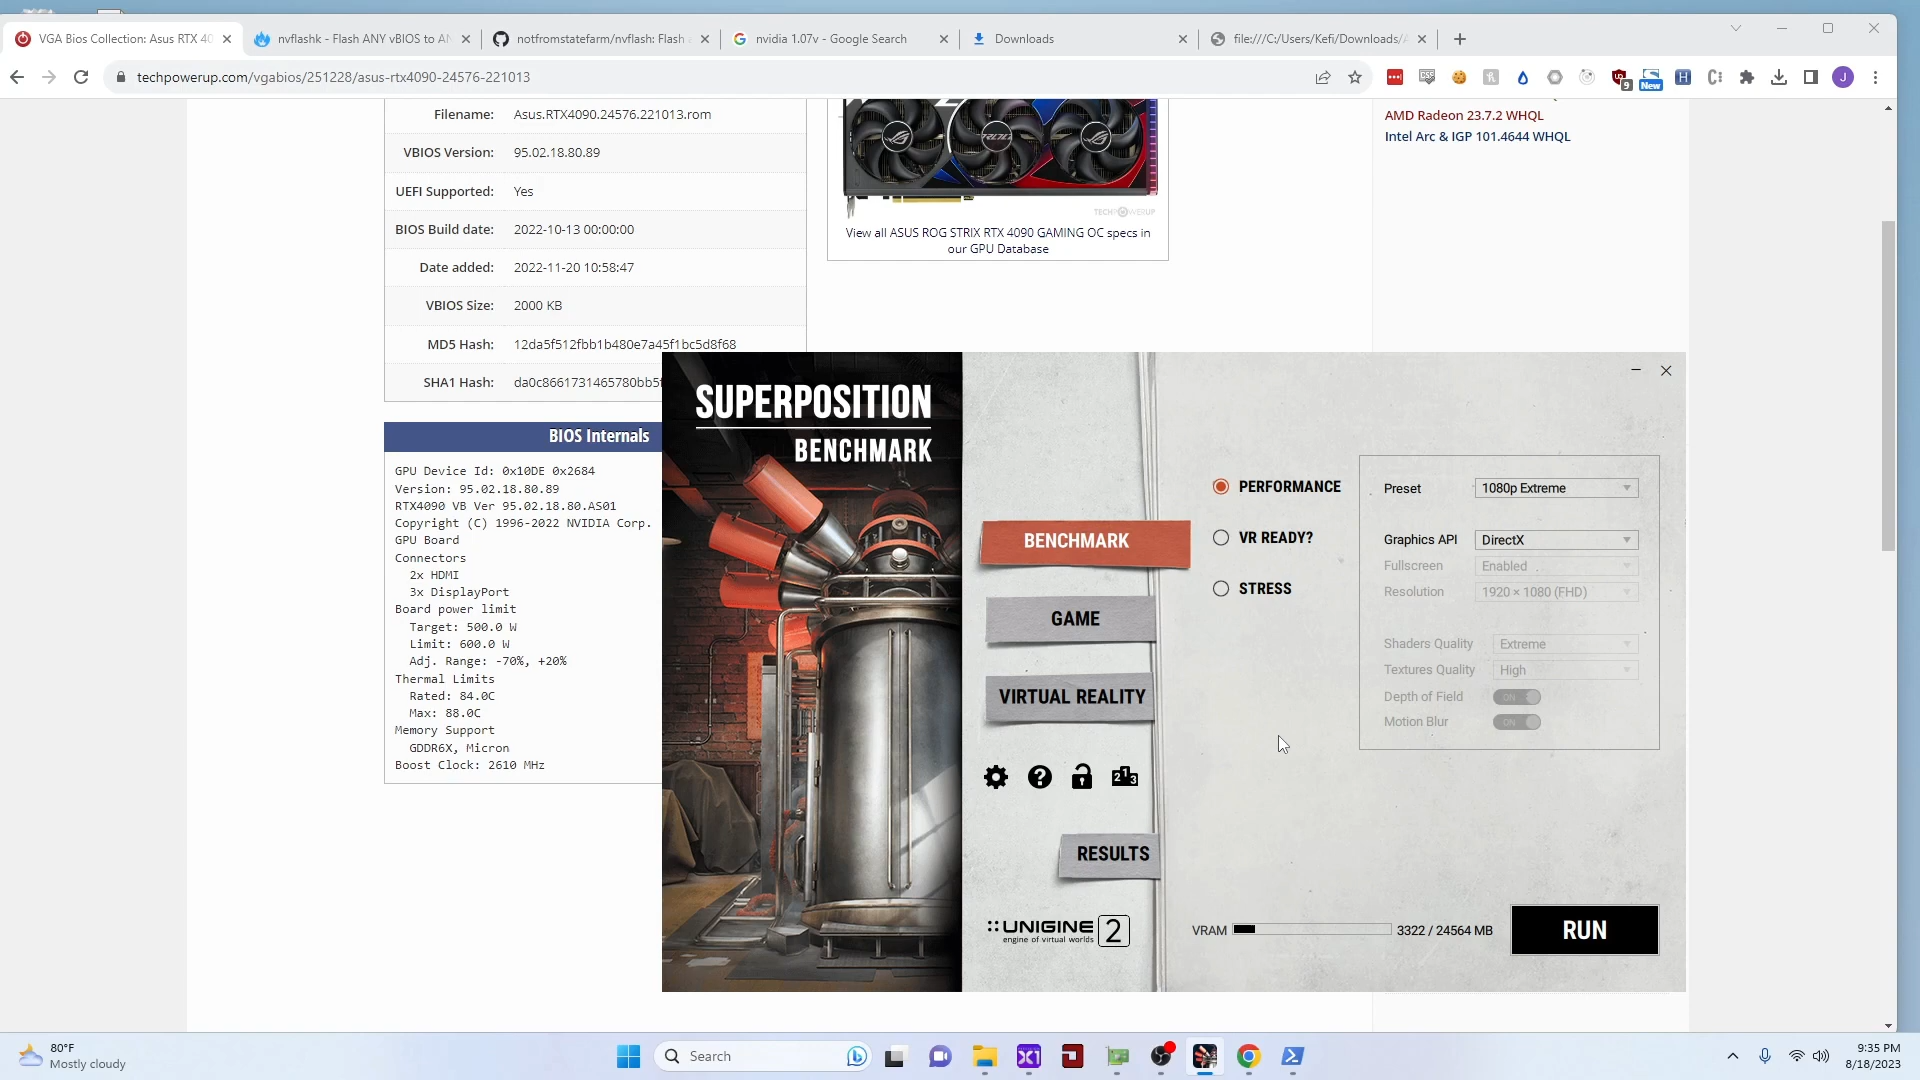 VGA Bios Collection: Asus RTX 40
nvflashk - Flash ANY vBIOS to AN
notfromstatefarm/nvflash: Flash
nvidia 1.07v - Google Search
Downloads
file:///C:/Users/Kefi/Downloads/
techpowerup.com/vgabios/251228/asus-rtx4090-24576-221013
9
New
J
Filename: Asus.RTX4090.24576.221013.rom
VBIOS Version: 95.02.18.80.89
UEFI Supported: Yes
BIOS Build date: 2022-10-13 00:00:00
Date added: 2022-11-20 10:58:47
VBIOS Size: 2000 KB
MD5 Hash: 12da5f512fbb1b480e7a45f1bc5d8f68
SHA1 Hash: da0c8661731465780bb5
TECHPOWERUP
View all ASUS ROG STRIX RTX 4090 GAMING OC specs in
our GPU Database
AMD Radeon 23.7.2 WHQL
Intel Arc & IGP 101.4644 WHQL
BIOS Internals
GPU Device Id: 0x10DE 0x2684
Version: 95.02.18.80.89
RTX4090 VB Ver 95.02.18.80.AS01
Copyright (C) 1996-2022 NVIDIA Corp.
GPU Board
Connectors
2x HDMI
3x DisplayPort
Board power limit
Target: 500.0 W
Limit: 600.0 W
Adj. Range: -70%, +20%
Thermal Limits
Rated: 84.0C
Max: 88.0C
Memory Support
GDDR6X, Micron
Boost Clock: 2610 MHz
SUPERPOSITION
BENCHMARK
BENCHMARK
GAME
VIRTUAL REALITY
2 1 3
RESULTS
UNIGINE 2
engine of virtual worlds
PERFORMANCE
VR READY?
STRESS
Preset 1080p Extreme
Graphics API DirectX
Fullscreen Enabled
Resolution 1920 × 1080 (FHD)
Shaders Quality Extreme
Textures Quality High
Depth of Field ON
Motion Blur ON
VRAM 3322 / 24564 MB
RUN
80°F
Mostly cloudy
Search
X1
9:35 PM
8/18/2023